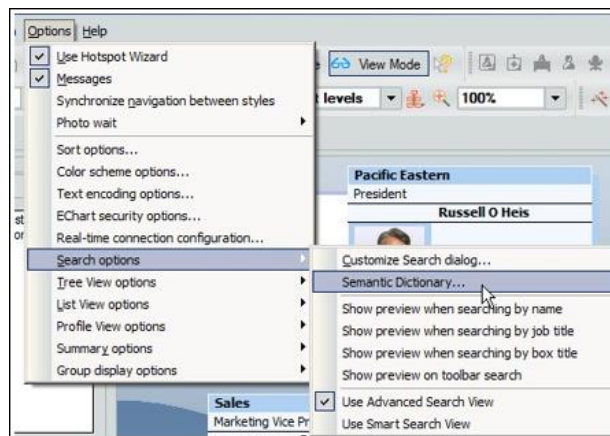 Options Help
Use Hotspot Wizard
Messages
Synchronize navigation between styles
Photo wait
Sort options...
Color scheme options...
Text encoding options...
EChart security options...
Real-time connection configuration...
Search options
Tree View options
List View options
Profile View options
Summary options
Group display options
View Mode
t levels
100%
Pacific Eastern
President
Russell O Heis
Customize Search dialog...
Semantic Dictionary...
Show preview when searching by name
Show preview when searching by job title
Show preview when searching by box title
Show preview on toolbar search
Use Advanced Search View
Use Smart Search View
Sales
Marketing Vice Pr